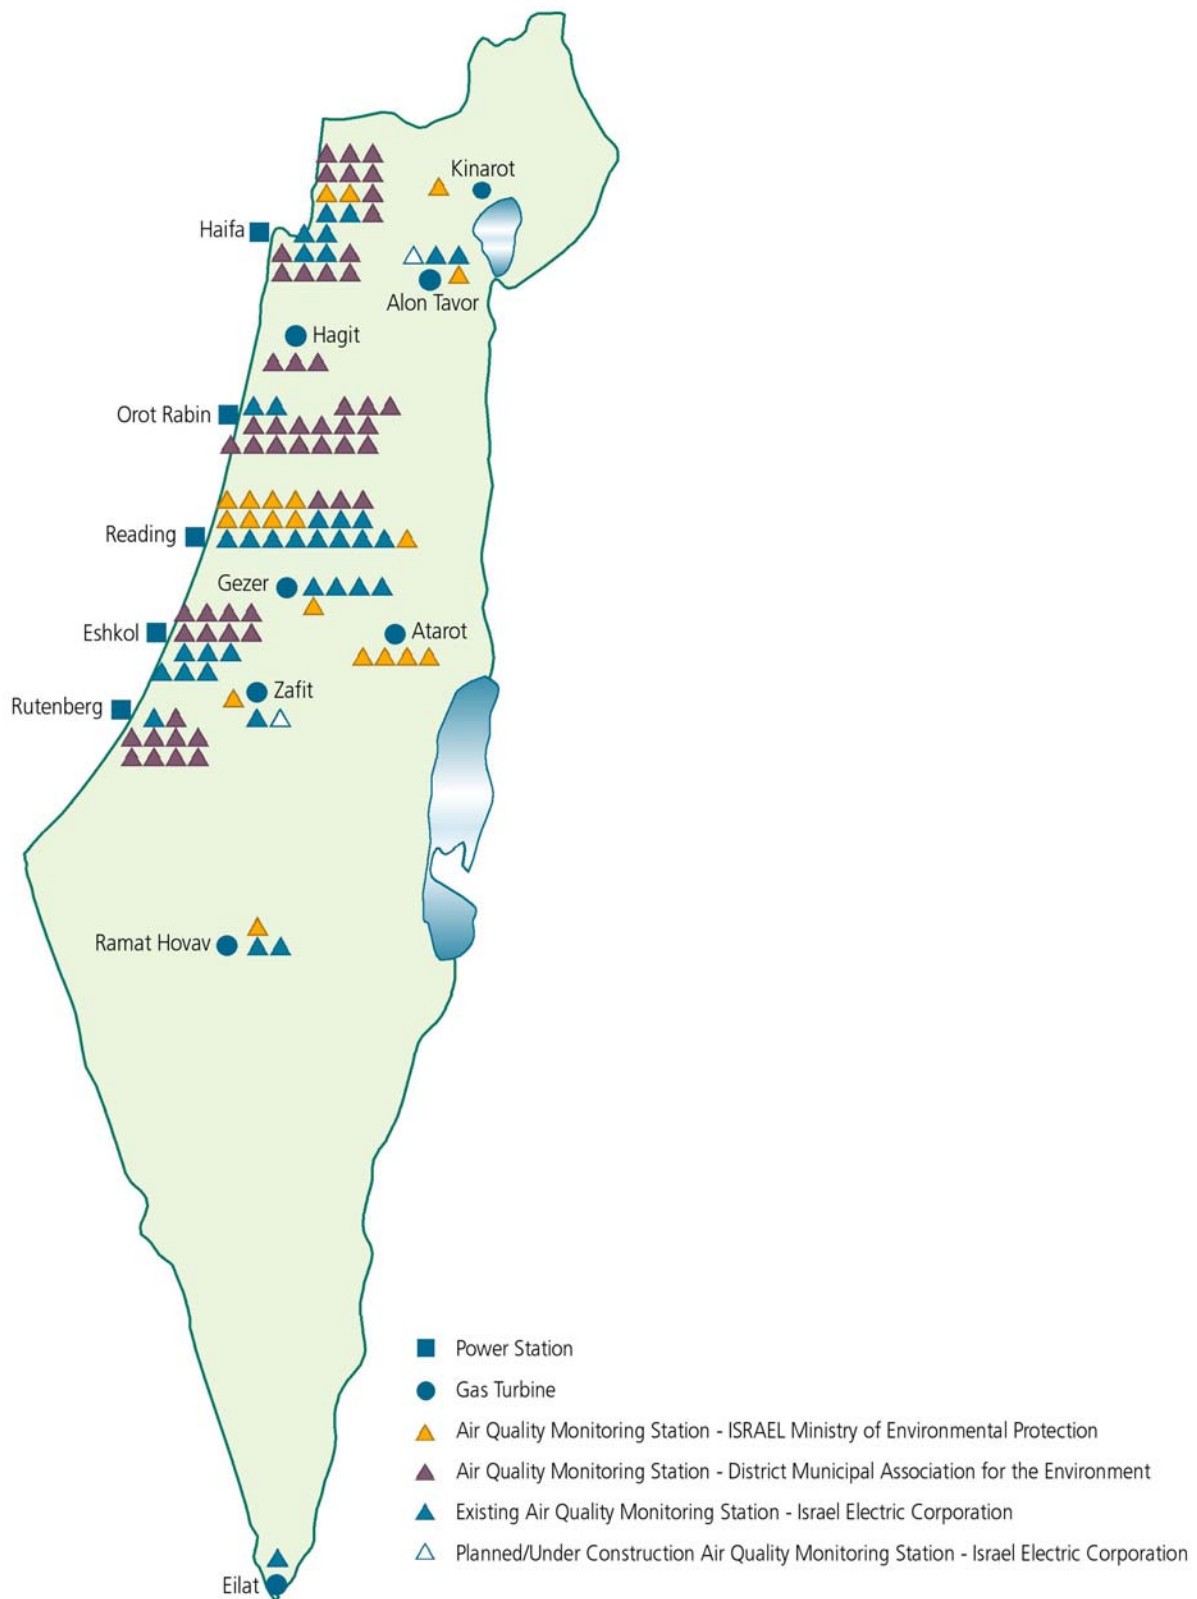 Kinarot
Haifa
Alon Tavor
Hagit
Orot Rabin
Reading
Gezer
Eshkol
Atarot
Zafit
Rutenberg
Ramat Hovav
Power Station
Gas Turbine
Air Quality Monitoring Station - ISRAEL Ministry of Environmental Protection
Air Quality Monitoring Station - District Municipal Association for the Environment
Existing Air Quality Monitoring Station - Israel Electric Corporation
Planned/Under Construction Air Quality Monitoring Station - Israel Electric Corporation
Eilat